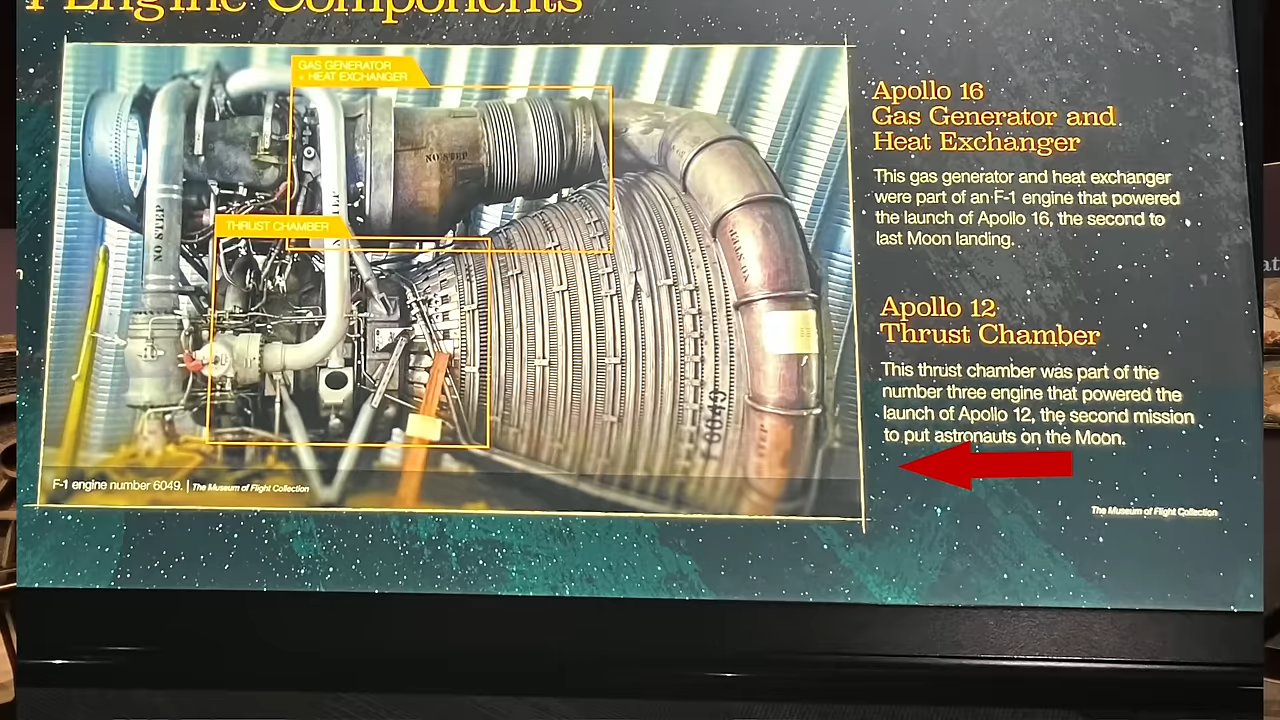 Engine Components
GAS GENERATOR
+ HEAT EXCHANGER
NO STEP
NO STEP
THRUST CHAMBER
6049
STEP
F-1 engine number 6049. | The Museum of Flight Collection
Apollo 16
Gas Generator and
Heat Exchanger
This gas generator and heat exchanger
were part of an F-1 engine that powered
the launch of Apollo 16, the second to
last Moon landing.
Apollo 12
Thrust Chamber
This thrust chamber was part of the
number three engine that powered the
launch of Apollo 12, the second mission
to put astronauts on the Moon.
The Museum of Flight Collection